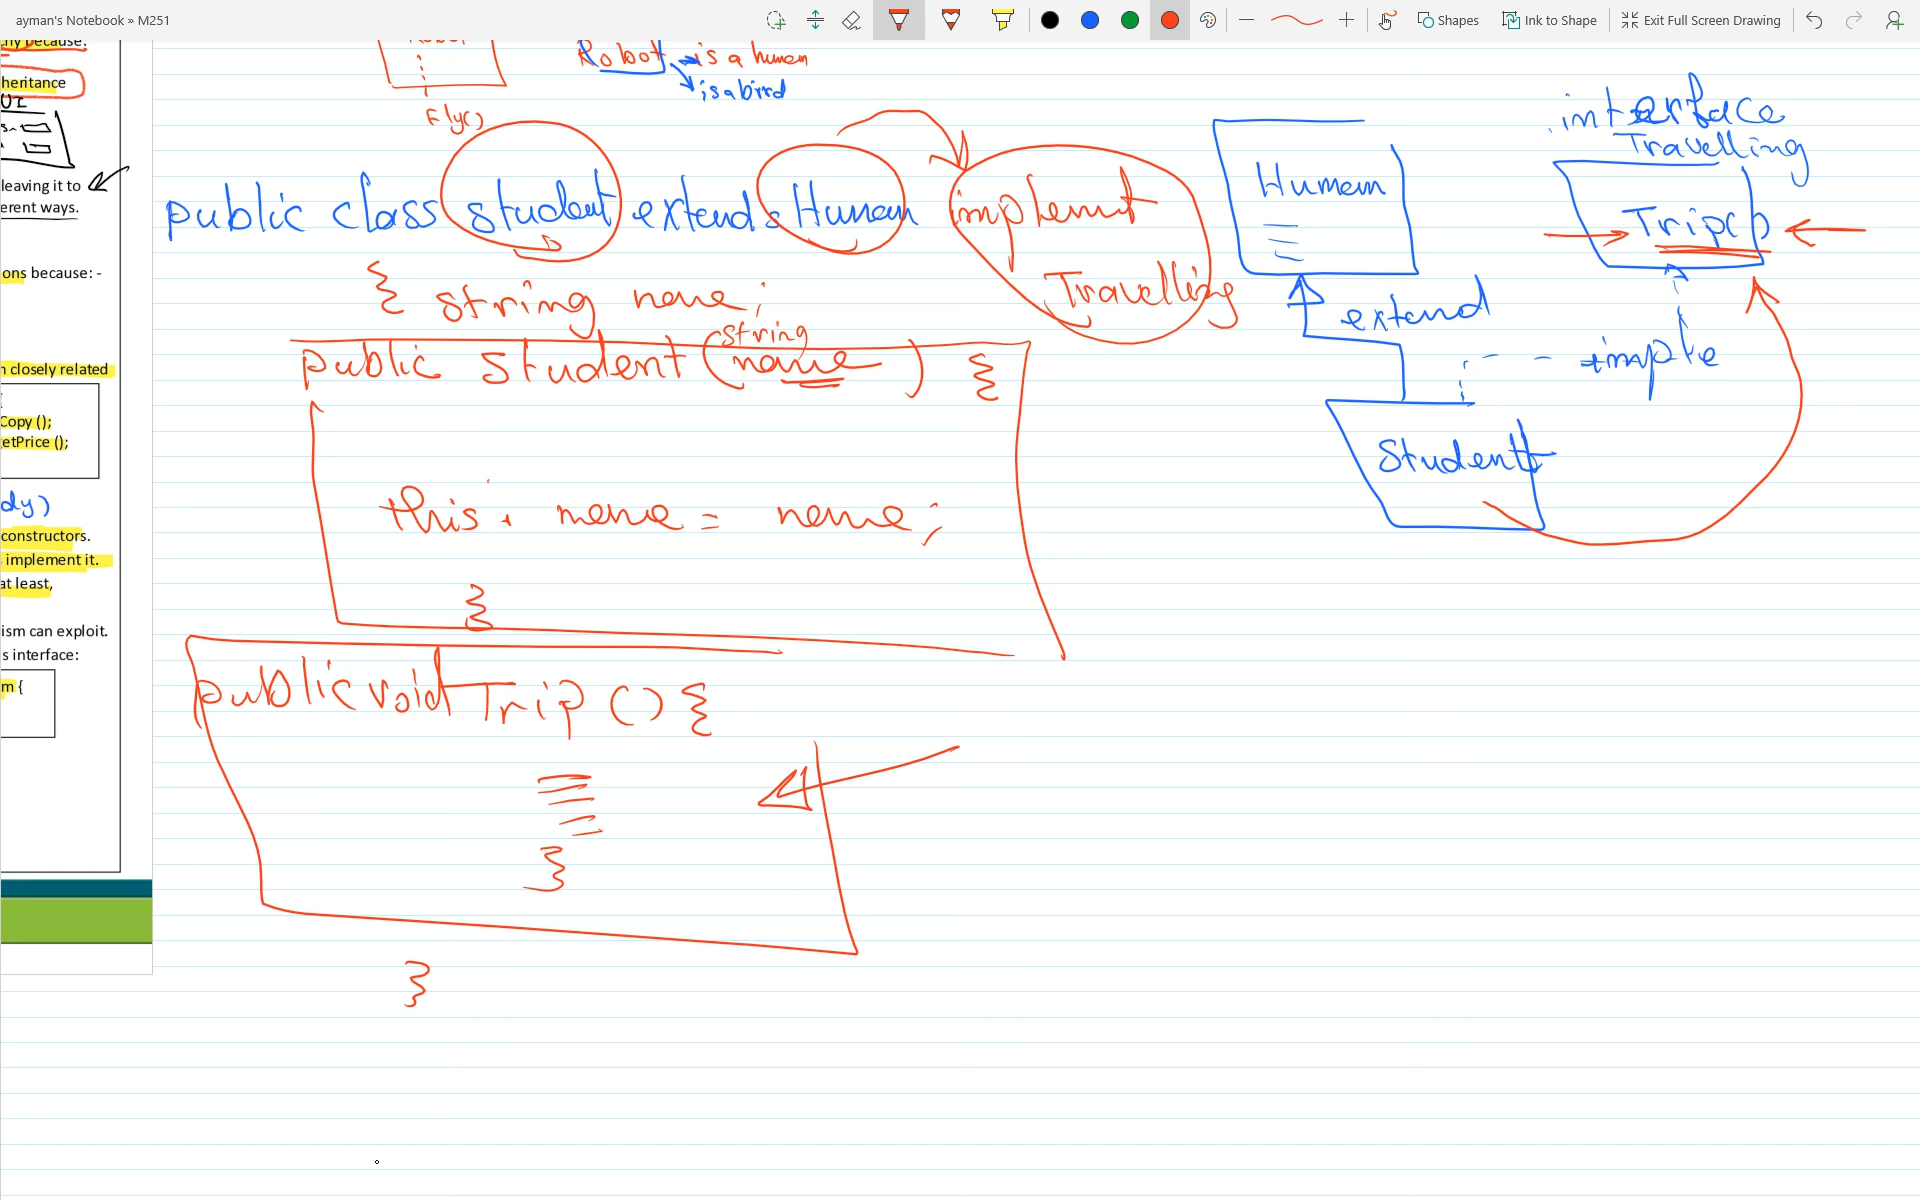 ayman's Notebook » M251
Shapes
Ink to Shape
Exit Full Screen Drawing
because:
heritance
UI
leaving it to
erent ways.
ons because: -
n closely related
Copy ();
etPrice ();
dy)
constructors.
implement it.
at least,
ism can exploit.
s interface:
m {
Robot is a human
is a bird
Fly()
public class student extends Human implement
Travelling
{ string name;
string
public student (name) {
this. name = name;
}
public void Trip () {
}
}
Human
extend
interface
Travelling
Trip()
imple
Student